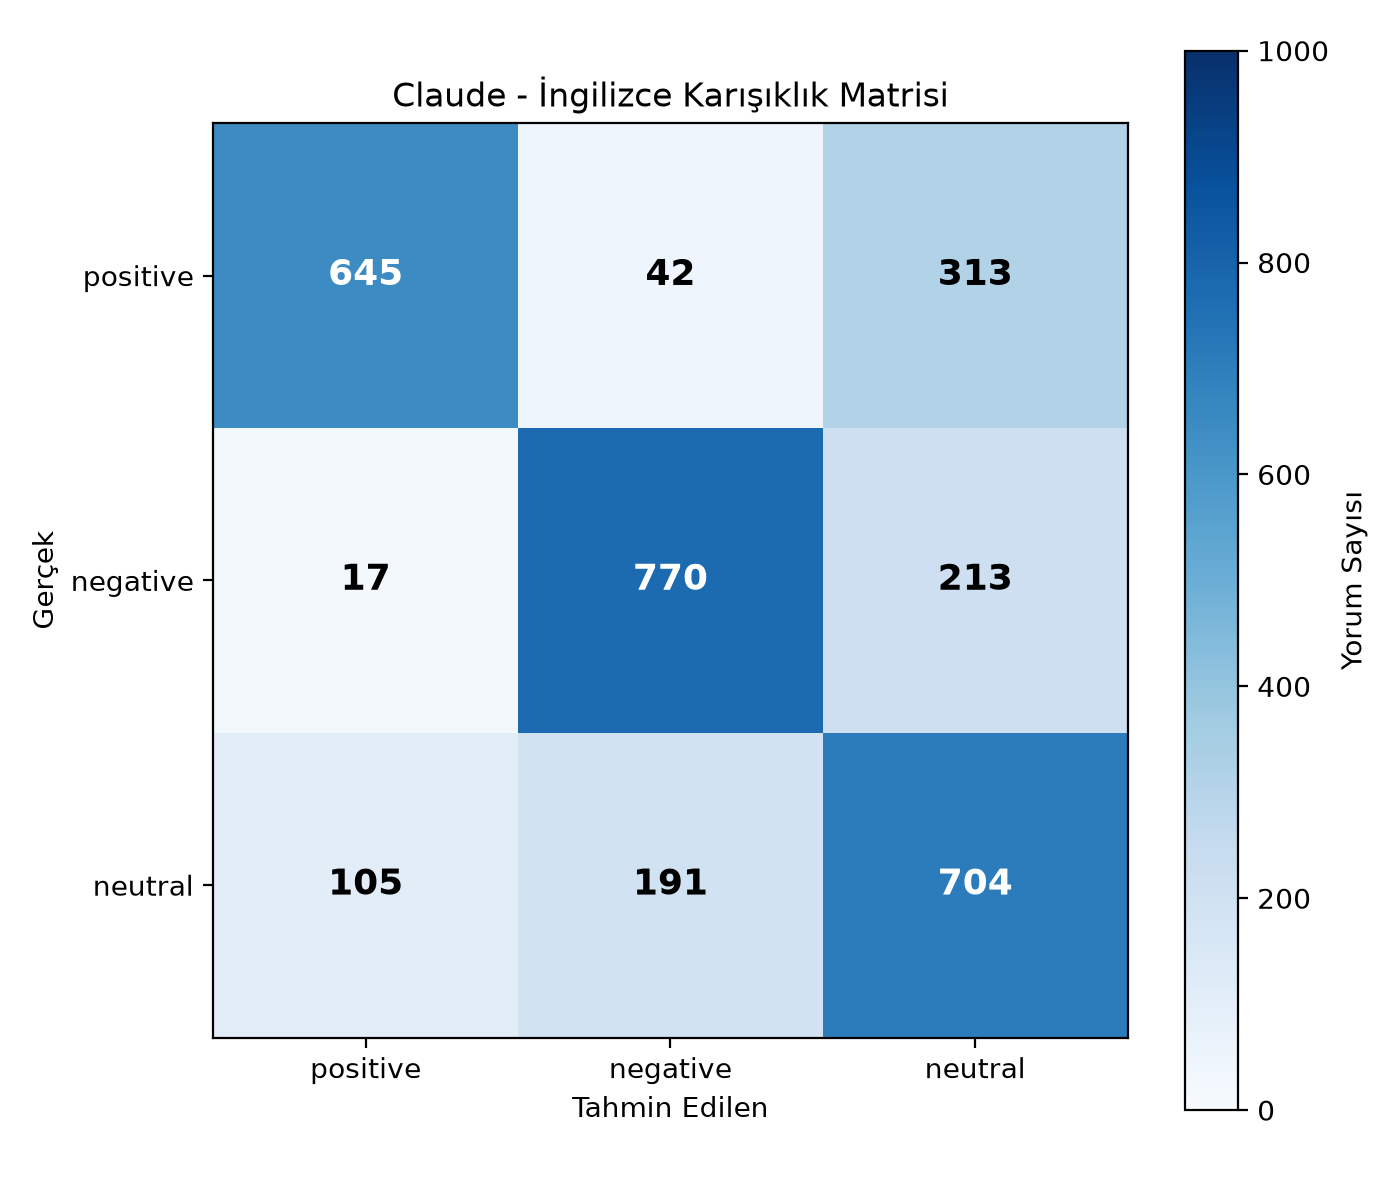 Claude - İngilizce Karışıklık Matrisi
positive 645 42 313
negative 17 770 213
neutral 105 191 704
positive negative neutral
Tahmin Edilen
Gerçek
1000
800
600
400
200
0
Yorum Sayısı